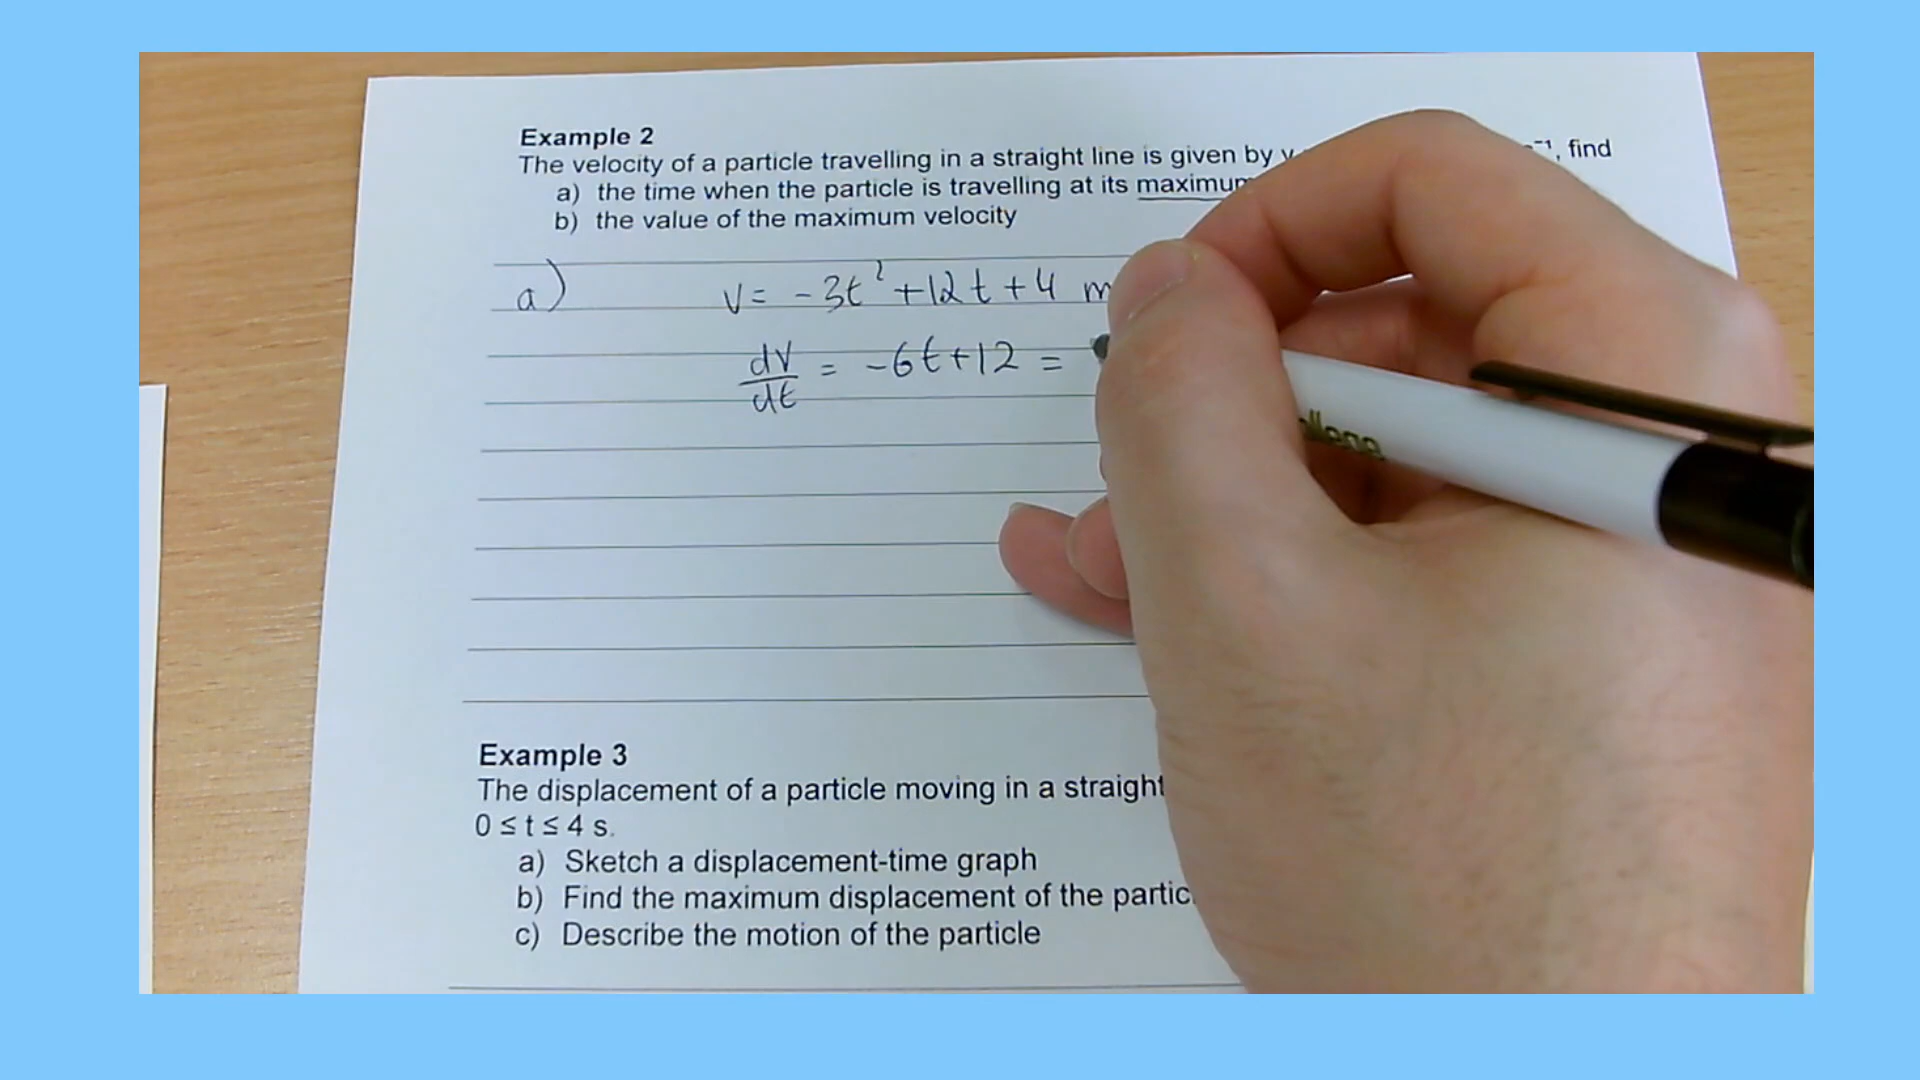 Example 2
The velocity of a particle travelling in a straight line is given by v ⁻¹, find
a) the time when the particle is travelling at its
b) the value of the maximum velocity
a) v = -3t² + 12t + 4 m
dv/dt = -6t + 12 =
Example 3
The displacement of a particle moving in a straight
0 ≤ t ≤ 4 s.
a) Sketch a displacement-time graph
b) Find the maximum displacement of the
c) Describe the motion of the particle